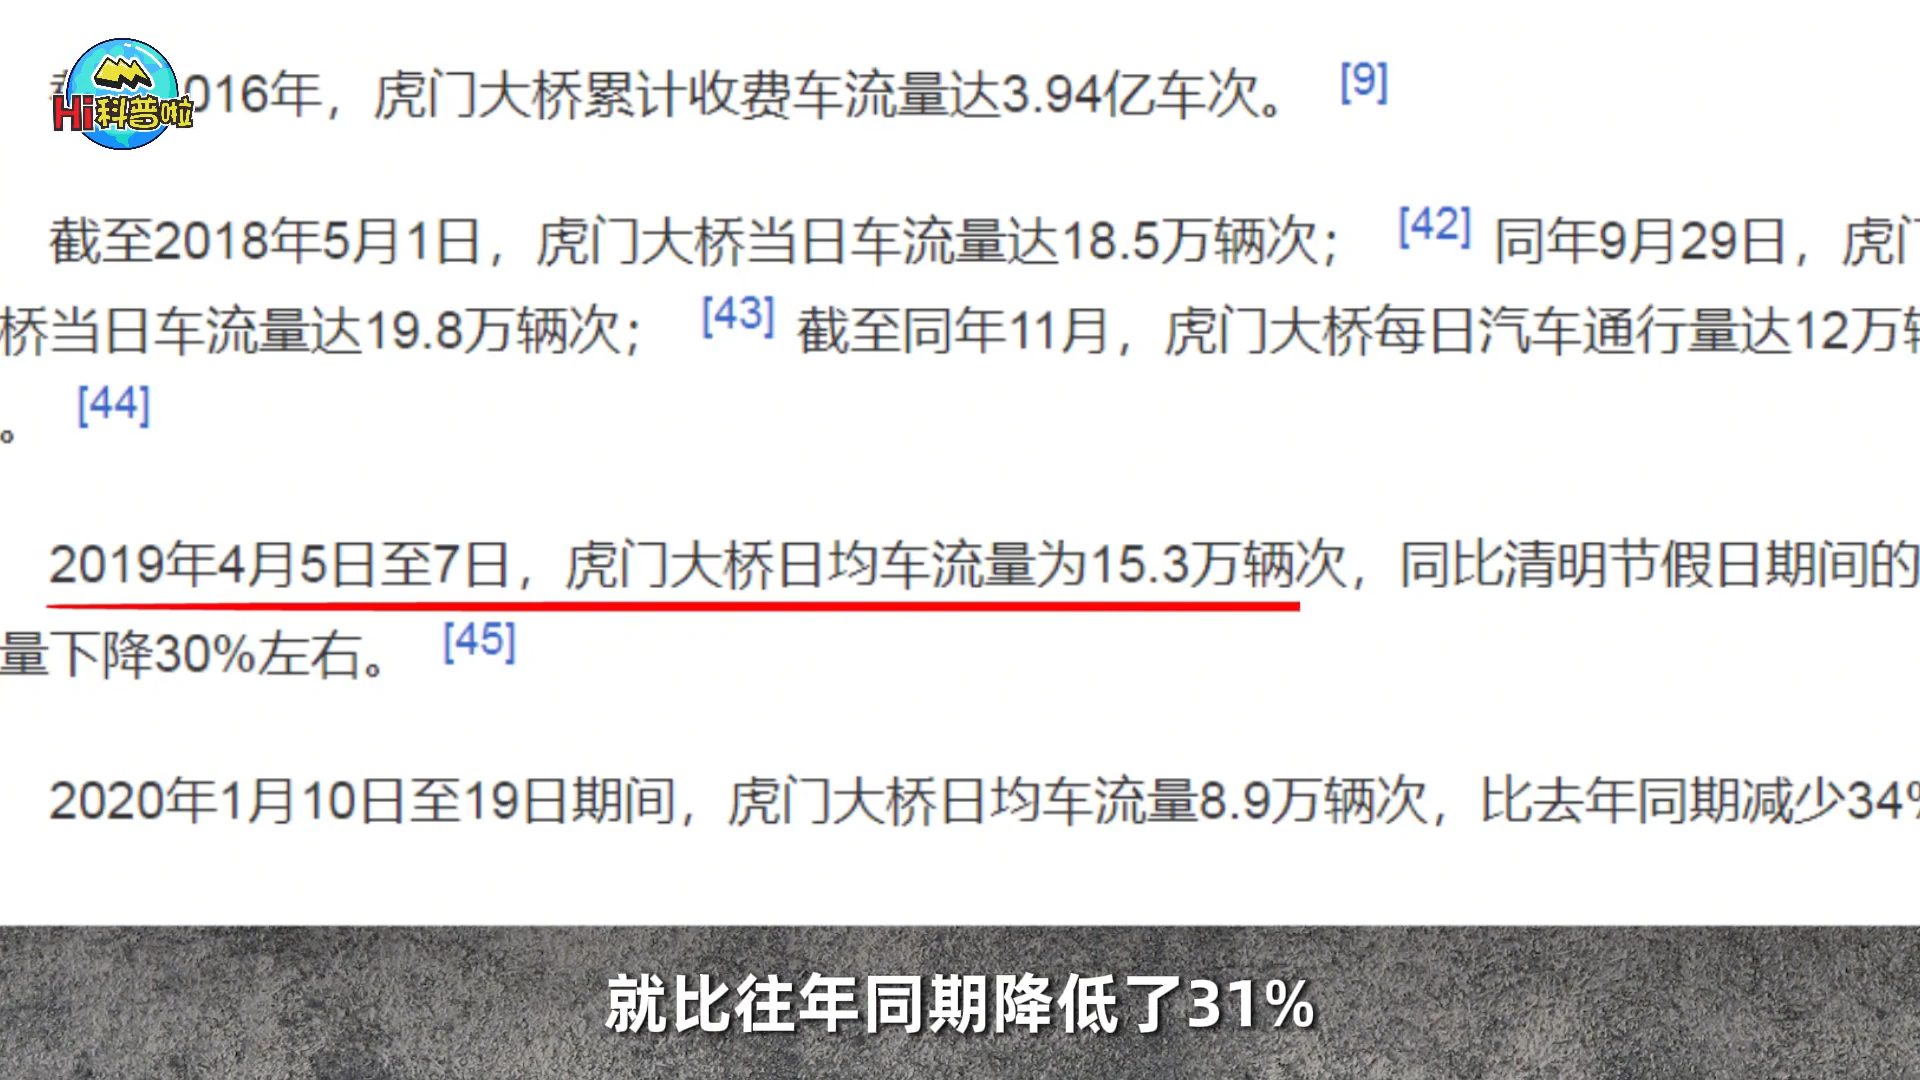 Hi科普啦
016年，虎门大桥累计收费车流量达3.94亿车次。 [9]
截至2018年5月1日，虎门大桥当日车流量达18.5万辆次； [42] 同年9月29日，虎门
桥当日车流量达19.8万辆次； [43] 截至同年11月，虎门大桥每日汽车通行量达12万
。 [44]
2019年4月5日至7日，虎门大桥日均车流量为15.3万辆次，同比清明节假日期间的
量下降30%左右。 [45]
2020年1月10日至19日期间，虎门大桥日均车流量8.9万辆次，比去年同期减少34%
就比往年同期降低了31%